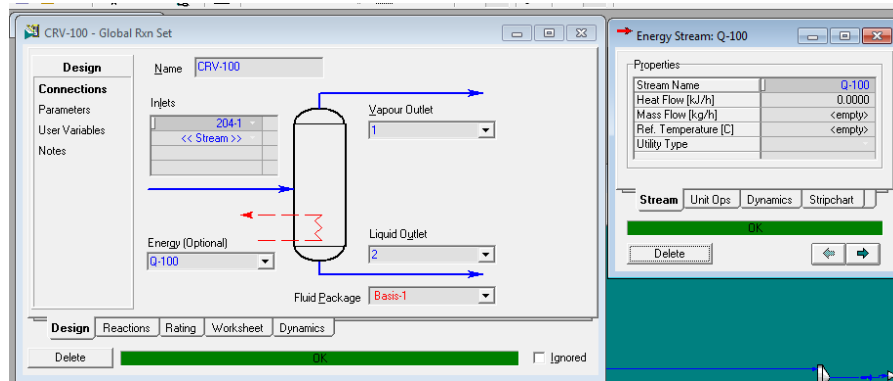 CRV-100 - Global Rxn Set
Design
Connections
Parameters
User Variables
Notes
Name CRV-100
Inlets
204-1
<< Stream >>
Vapour Outlet
1
Energy (Optional)
Q-100
Liquid Outlet
2
Fluid Package Basis-1
Design Reactions Rating Worksheet Dynamics
Delete OK Ignored
Energy Stream: Q-100
Properties
Stream Name Q-100
Heat Flow [kJ/h] 0.0000
Mass Flow [kg/h] <empty>
Ref. Temperature [C] <empty>
Utility Type
Stream Unit Ops Dynamics Stripchart
OK
Delete